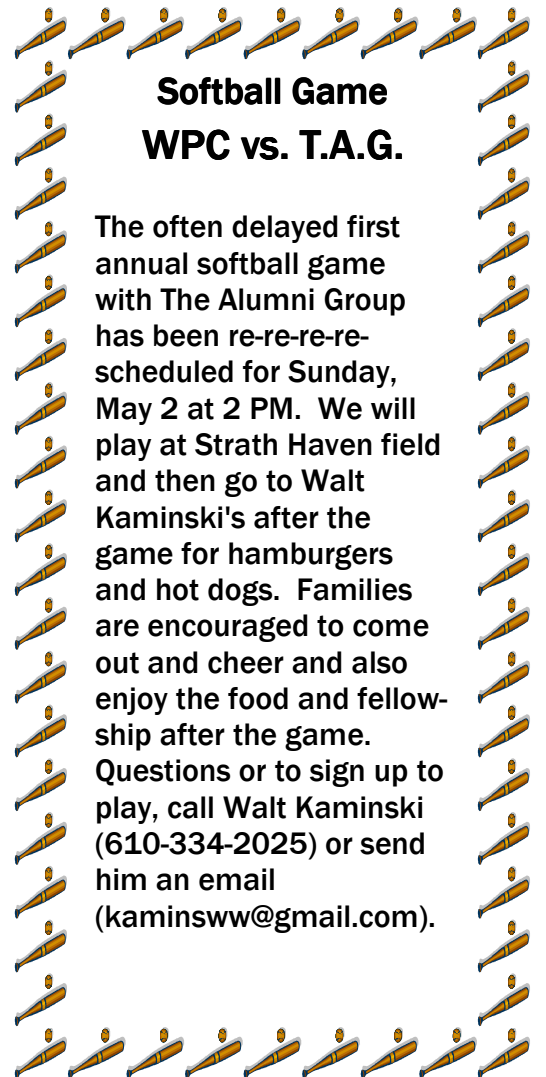 Softball Game
WPC vs. T.A.G.
The often delayed first
annual softball game
with The Alumni Group
has been re-re-re-re-
scheduled for Sunday,
May 2 at 2 PM.  We will
play at Strath Haven field
and then go to Walt
Kaminski's after the
game for hamburgers
and hot dogs.  Families
are encouraged to come
out and cheer and also
enjoy the food and fellow-
ship after the game.
Questions or to sign up to
play, call Walt Kaminski
(610-334-2025) or send
him an email
(kaminsww@gmail.com).